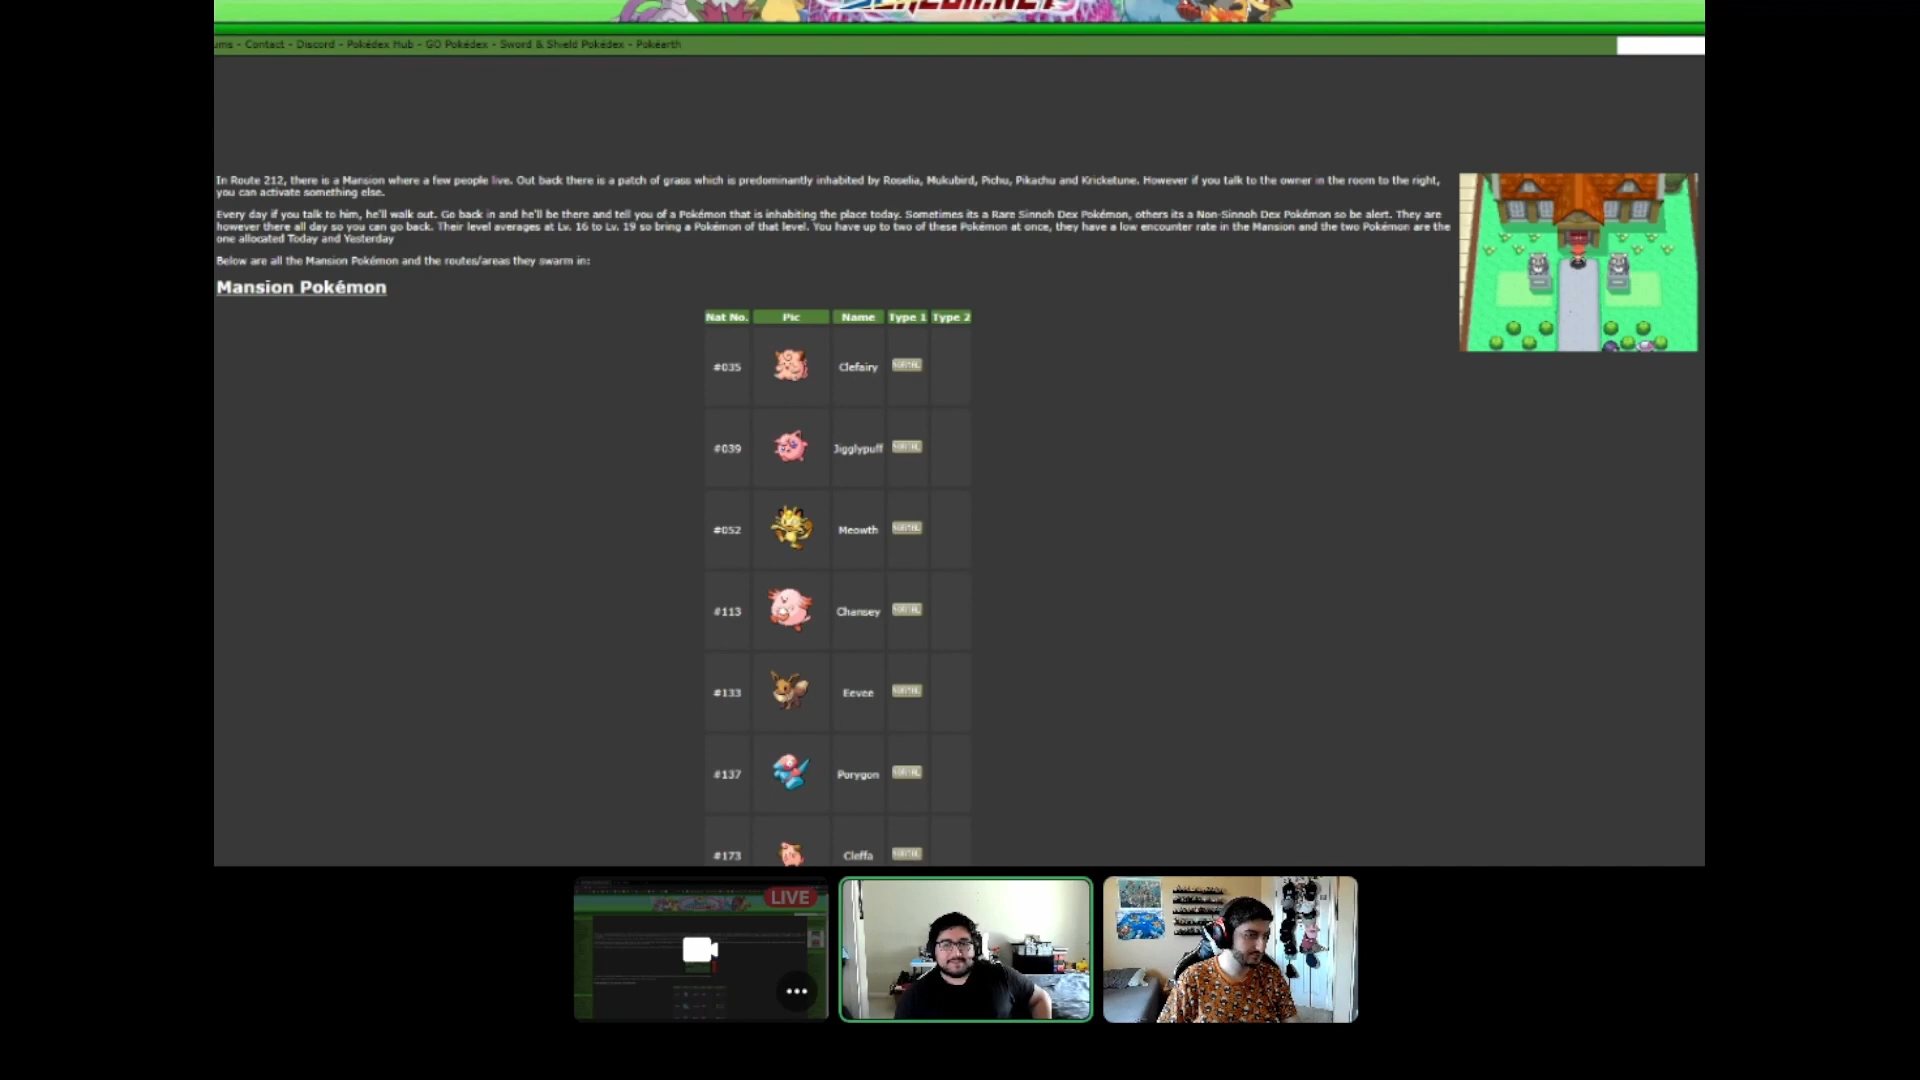 ums - Contact - Discord - Pokédex Hub - GO Pokédex - Sword & Shield Pokédex - Pokéarth
In Route 212, there is a Mansion where a few people live. Out back there is a patch of grass which is predominantly inhabited by Roselia, Mukubird, Pichu, Pikachu and Kricketune. However if you talk to the owner in the room to the right,
you can activate something else.
Every day if you talk to him, he'll walk out. Go back in and he'll be there and tell you of a Pokémon that is inhabiting the place today. Sometimes its a Rare Sinnoh Dex Pokémon, others its a Non-Sinnoh Dex Pokémon so be alert. They are
however there all day so you can go back. Their level averages at Lv. 16 to Lv. 19 so bring a Pokémon of that level. You have up to two of these Pokémon at once, they have a low encounter rate in the Mansion and the two Pokémon are the
one allocated Today and Yesterday
Below are all the Mansion Pokémon and the routes/areas they swarm in:
Mansion Pokémon
Nat No. Pic Name Type 1 Type 2
#035 Clefairy NORMAL
#039 Jigglypuff NORMAL
#052 Meowth NORMAL
#113 Chansey NORMAL
#133 Eevee NORMAL
#137 Porygon NORMAL
#173 Cleffa NORMAL
LIVE